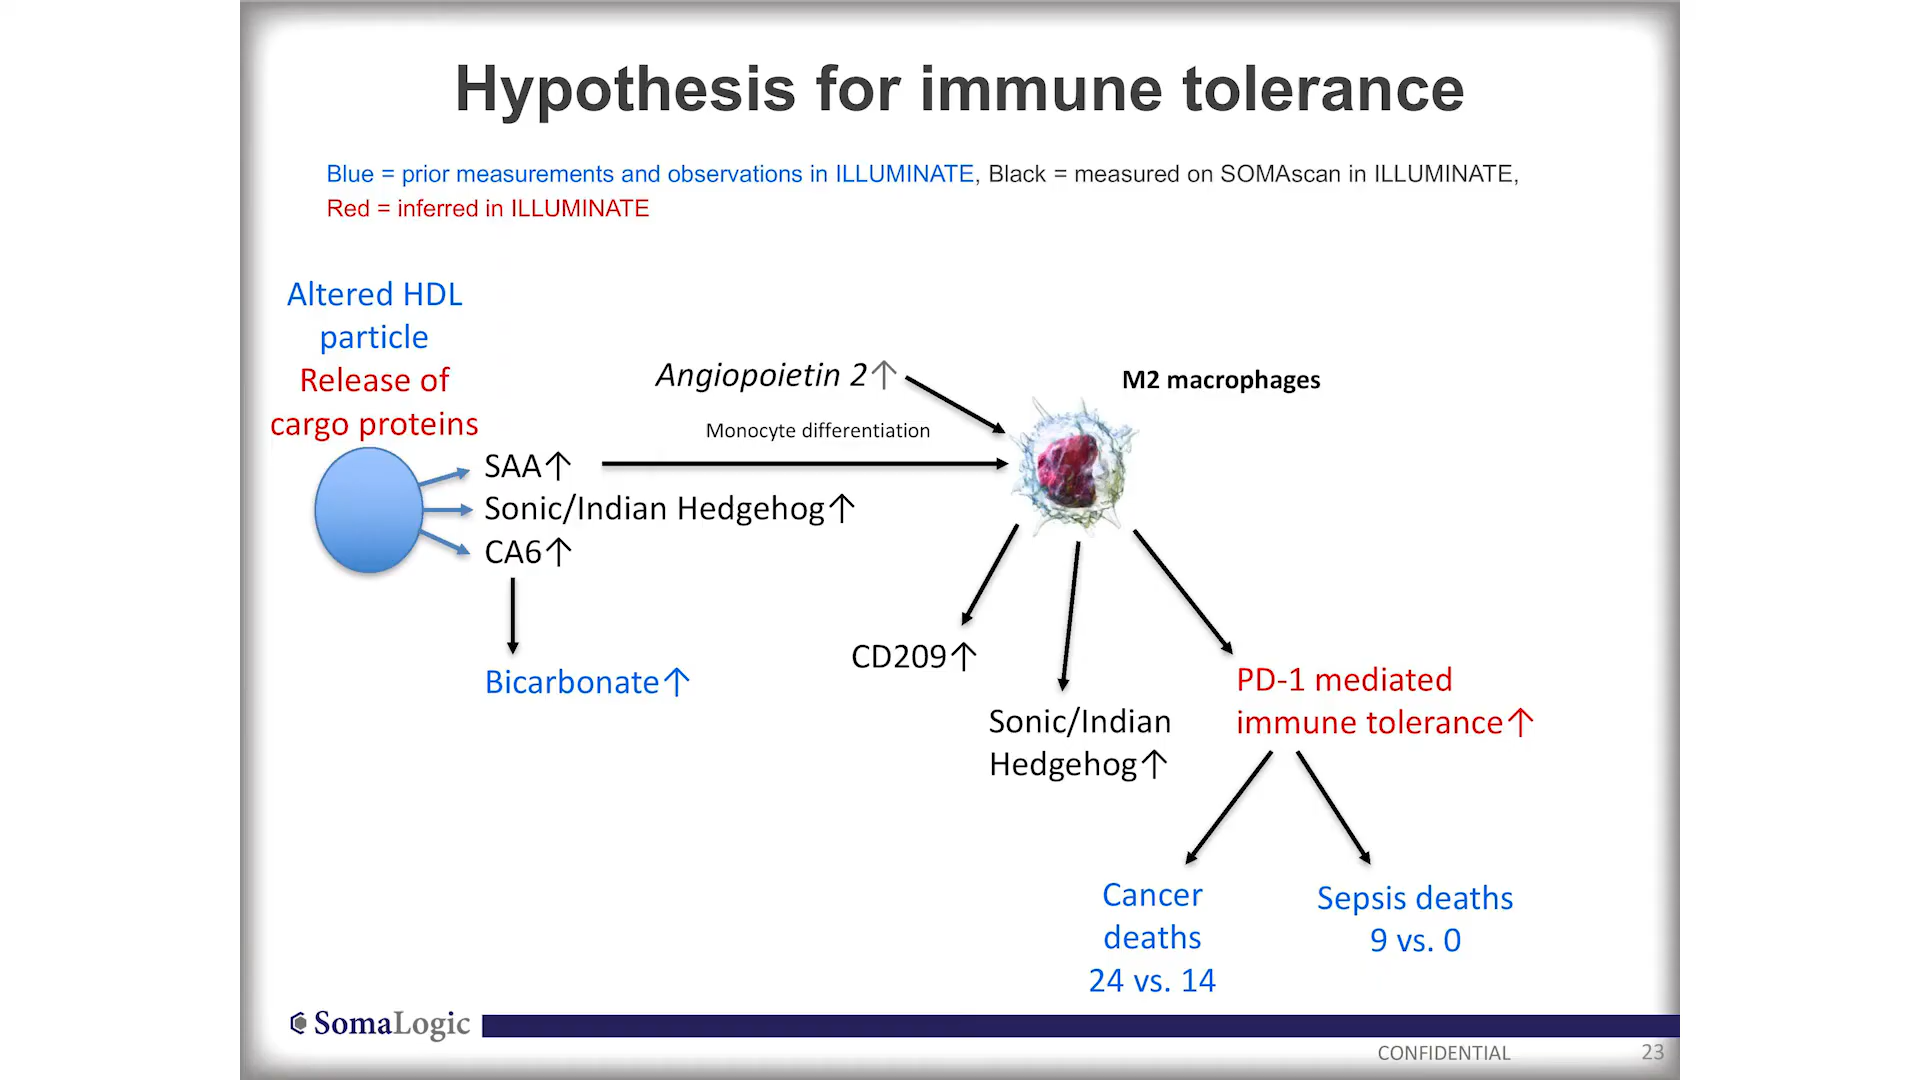 Hypothesis for immune tolerance
Blue = prior measurements and observations in ILLUMINATE, Black = measured on SOMAscan in ILLUMINATE,
Red = inferred in ILLUMINATE
Altered HDL
particle
Release of
cargo proteins
SAA↑
Sonic/Indian Hedgehog↑
CA6↑
Bicarbonate↑
Angiopoietin 2↑
Monocyte differentiation
M2 macrophages
CD209↑
Sonic/Indian
Hedgehog↑
PD-1 mediated
immune tolerance↑
Cancer
deaths
24 vs. 14
Sepsis deaths
9 vs. 0
SomaLogic
CONFIDENTIAL
23